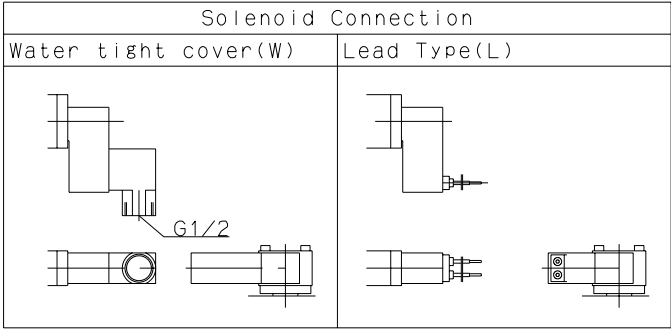 Solenoid Connection
Water tight cover(W)
Lead Type(L)
G1/2